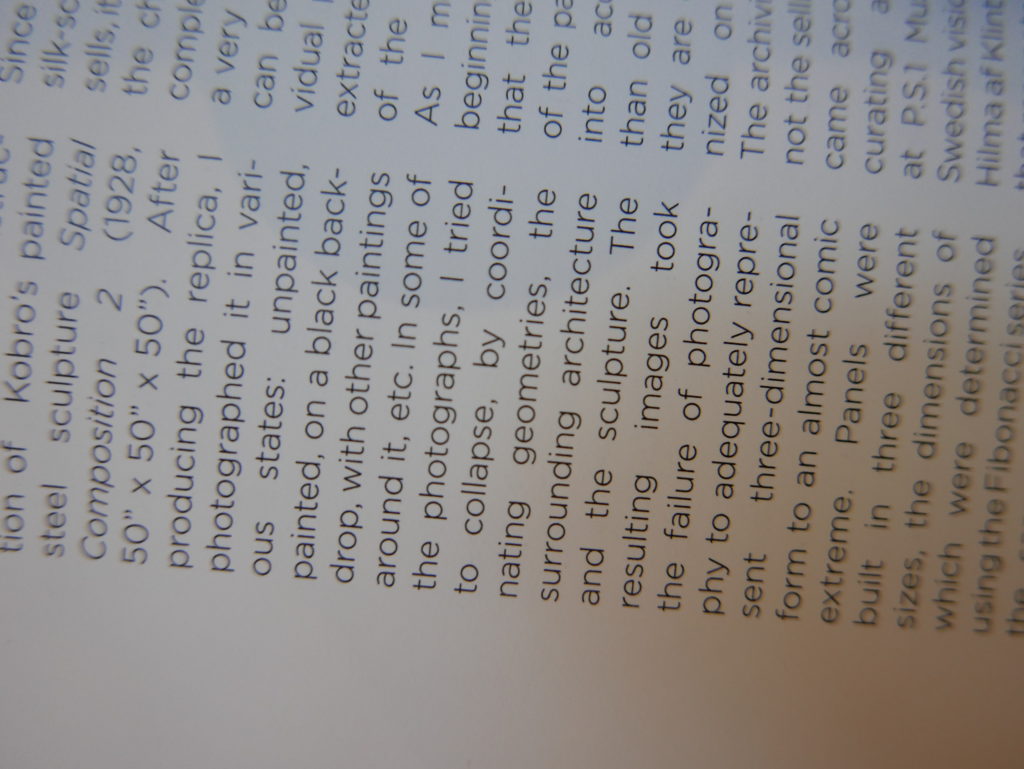 tion of Kobro's painted
steel sculpture Spatial
Composition 2 (1928,
50" x 50" x 50"). After
producing the replica, I
photographed it in vari-
ous states: unpainted,
painted, on a black back-
drop, with other paintings
around it, etc. In some of
the photographs, I tried
to collapse, by coordi-
nating geometries, the
surrounding architecture
and the sculpture. The
resulting images took
the failure of photogra-
phy to adequately repre-
sent three-dimensional
form to an almost comic
extreme. Panels were
built in three different
sizes, the dimensions of
which were determined
using the Fibonacci series
the
Since
silk-sc
sells, it
the ch
comple
a very
can be
vidual
extracte
of the
As I m
beginnin
that the
of the pa
into acc
than old
they are
nized on
The archivi
not the sell
came acro
curating a
at P.S.1 Mu
Swedish visio
Hilma af Klint